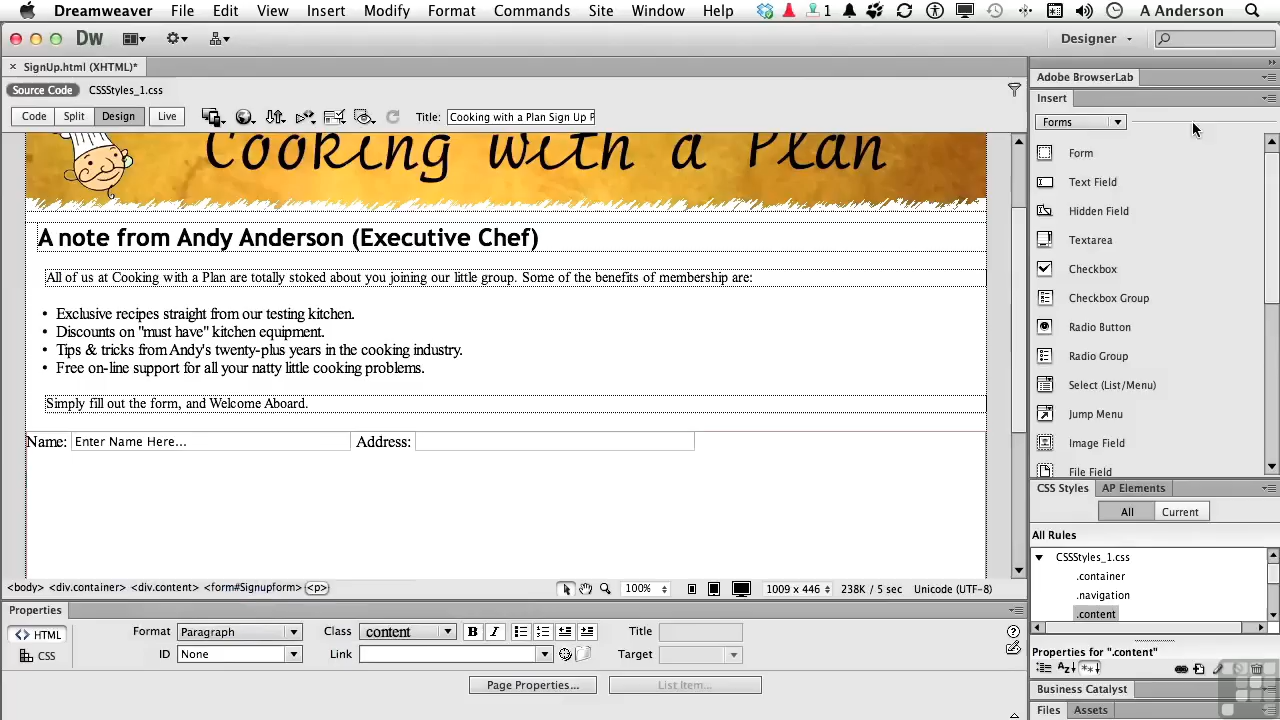 Dreamweaver File Edit View Insert Modify Format Commands Site Window Help 1 A Anderson
Dw Designer
SignUp.html (XHTML)*
Adobe BrowserLab
Source Code CSSStyles_1.css
Insert
Code Split Design Live Title: Cooking with a Plan Sign Up P
Forms
Cooking with a Plan
Form
Text Field
Hidden Field
Textarea
Checkbox
Checkbox Group
Radio Button
Radio Group
Select (List/Menu)
Jump Menu
Image Field
File Field
A note from Andy Anderson (Executive Chef)
All of us at Cooking with a Plan are totally stoked about you joining our little group. Some of the benefits of membership are:
• Exclusive recipes straight from our testing kitchen.
• Discounts on "must have" kitchen equipment.
• Tips & tricks from Andy's twenty-plus years in the cooking industry.
• Free on-line support for all your natty little cooking problems.
Simply fill out the form, and Welcome Aboard.
Name: Enter Name Here... Address:
CSS Styles AP Elements
All Current
All Rules
CSSStyles_1.css
.container
.navigation
.content
<body> <div.container> <div.content> <form#Signupform> <p> 100% 1009 x 446 238K / 5 sec Unicode (UTF-8)
Properties
HTML Format Paragraph Class content B I Title
CSS ID None Link Target
Page Properties... List Item...
Properties for ".content"
Business Catalyst
Files Assets